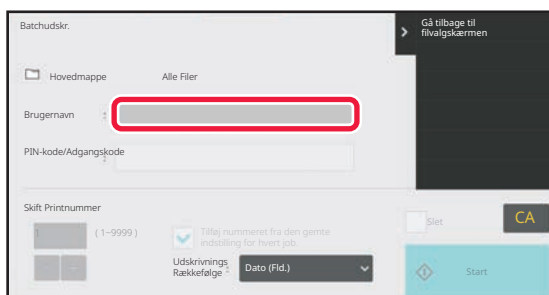 Batchudskr.
Gå tilbage til
filvalgskærmen
Hovedmappe
Alle Filer
Brugernavn :
PIN-kode/Adgangskode :
Skift Printnummer
1
( 1~9999 )
Tilføj nummeret fra den gemte
indstilling for hvert job.
Udskrivnings
Rækkefølge :
Dato (Fld.)
Slet
CA
Start